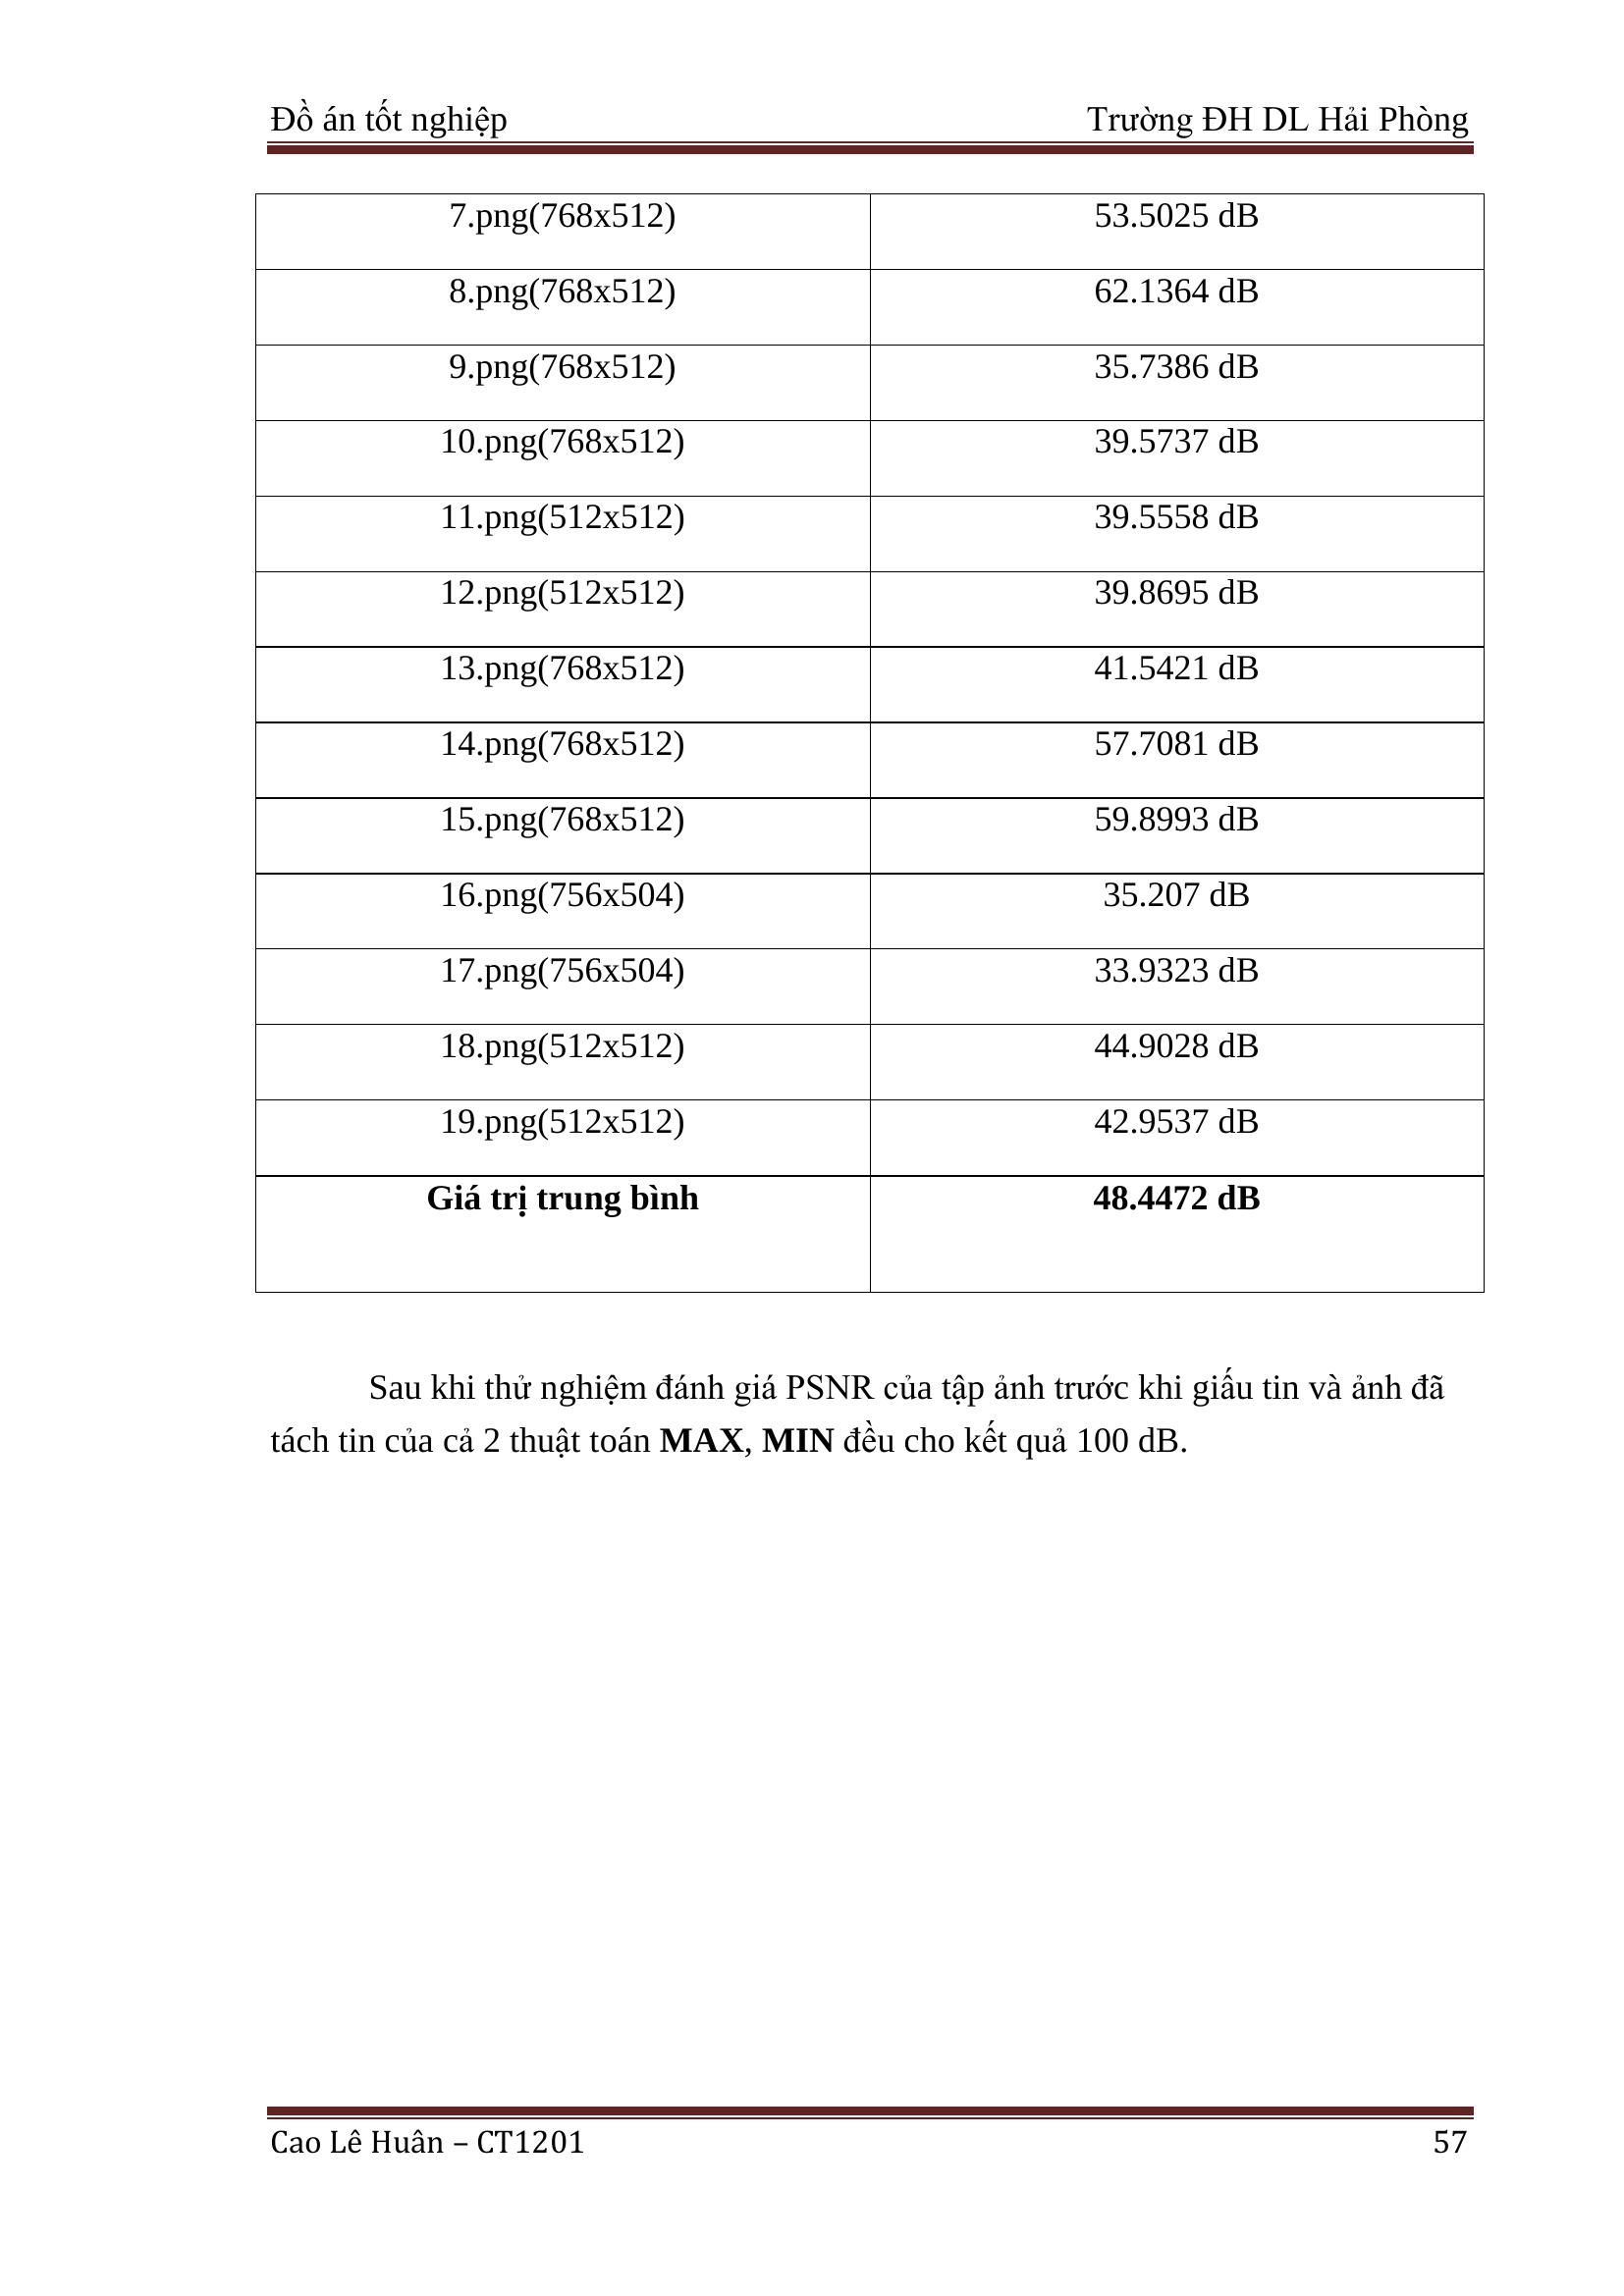 Đồ án tốt nghiệp Trường ĐH DL Hải Phòng
7.png(768x512) 53.5025 dB
8.png(768x512) 62.1364 dB
9.png(768x512) 35.7386 dB
10.png(768x512) 39.5737 dB
11.png(512x512) 39.5558 dB
12.png(512x512) 39.8695 dB
13.png(768x512) 41.5421 dB
14.png(768x512) 57.7081 dB
15.png(768x512) 59.8993 dB
16.png(756x504) 35.207 dB
17.png(756x504) 33.9323 dB
18.png(512x512) 44.9028 dB
19.png(512x512) 42.9537 dB
Giá trị trung bình 48.4472 dB
Sau khi thử nghiệm đánh giá PSNR của tập ảnh trước khi giấu tin và ảnh đã
tách tin của cả 2 thuật toán MAX, MIN đều cho kết quả 100 dB.
Cao Lê Huân – CT1201 57